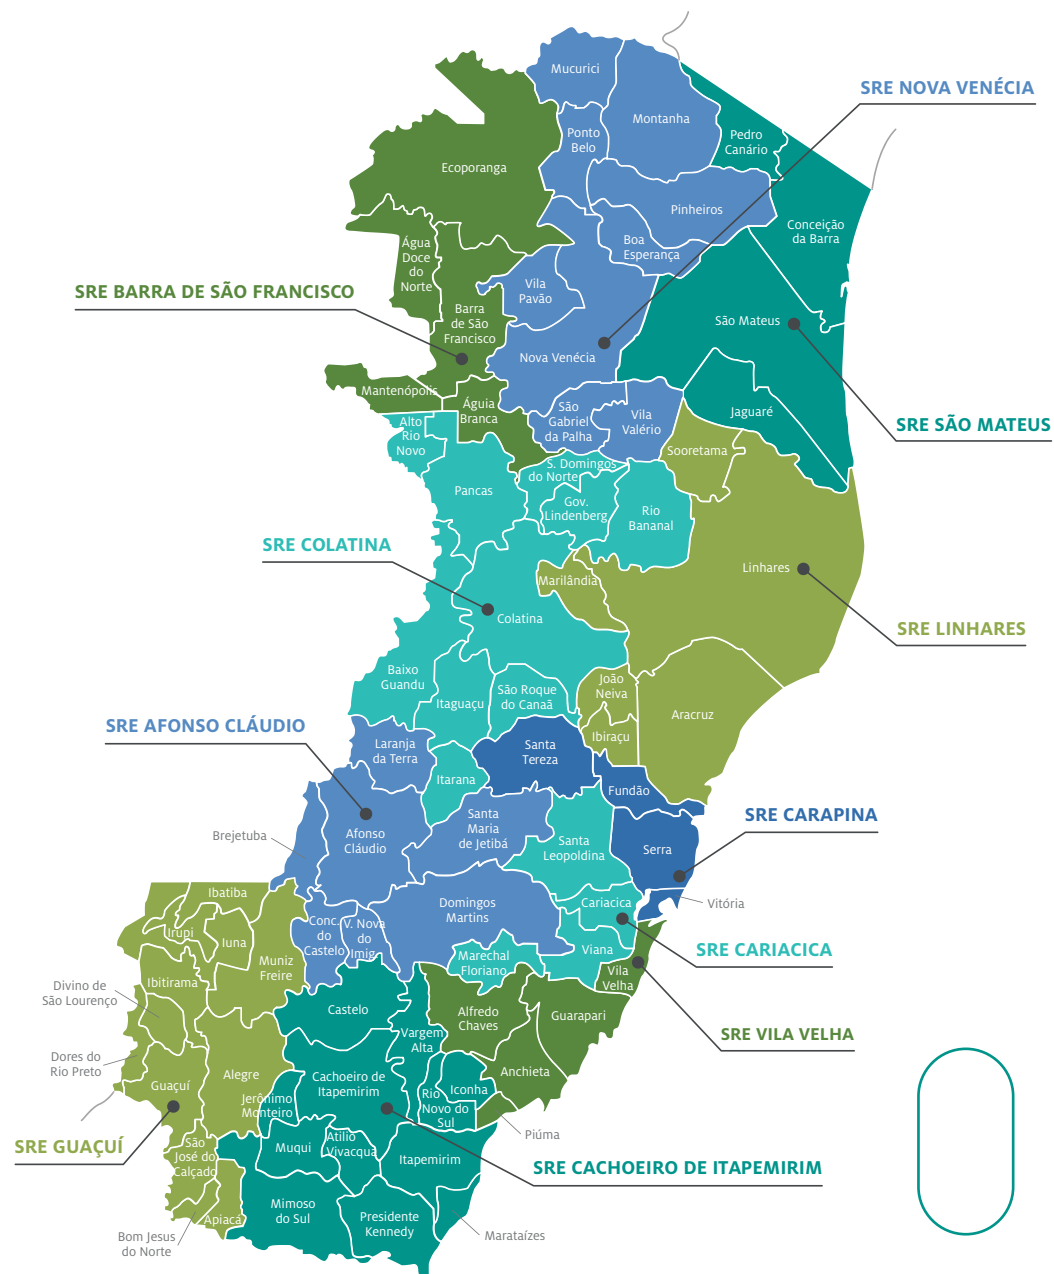 Mucurici
SRE NOVA VENÉCIA
Montanha
Ponto
Belo
Pedro
Canário
Ecoporanga
Pinheiros
Conceição
da Barra
Água
Doce
do
Norte
Boa
Esperança
SRE BARRA DE SÃO FRANCISCO
Vila
Pavão
Barra
de São
Francisco
São Mateus
Nova Venécia
Mantenópolis
Águia
Branca
São
Gabriel
da Palha
Vila
Valério
Jaguaré
SRE SÃO MATEUS
Alto
Rio
Novo
Sooretama
S. Domingos
do Norte
Pancas
Gov.
Lindenberg
Rio
Bananal
SRE COLATINA
Linhares
Marilândia
Colatina
SRE LINHARES
Baixo
Guandu
João
Neiva
Itaguaçu
São Roque
do Canaã
Aracruz
SRE AFONSO CLÁUDIO
Ibiraçu
Laranja
da Terra
Santa
Tereza
Itarana
Fundão
SRE CARAPINA
Brejetuba
Afonso
Cláudio
Santa
Maria
de Jetibá
Santa
Leopoldina
Serra
Ibatiba
Domingos
Martins
Cariacica
Vitória
Irupi
Iuna
Conc.
do
Castelo
V. Nova
do
Imig.
Viana
SRE CARIACICA
Muniz
Freire
Marechal
Floriano
Vila
Velha
Ibitirama
Divino de
São Lourenço
Castelo
Alfredo
Chaves
Guarapari
Vargem
Alta
SRE VILA VELHA
Dores do
Rio Preto
Guaçuí
Alegre
Cachoeiro de
Itapemirim
Anchieta
Iconha
Jerônimo
Monteiro
Rio
Novo do
Sul
Piúma
SRE GUAÇUÍ
São
José do
Calçado
Muqui
Atilio
Vivacqua
Itapemirim
SRE CACHOEIRO DE ITAPEMIRIM
Mimoso
do Sul
Presidente
Kennedy
Apiacá
Marataízes
Bom Jesus
do Norte